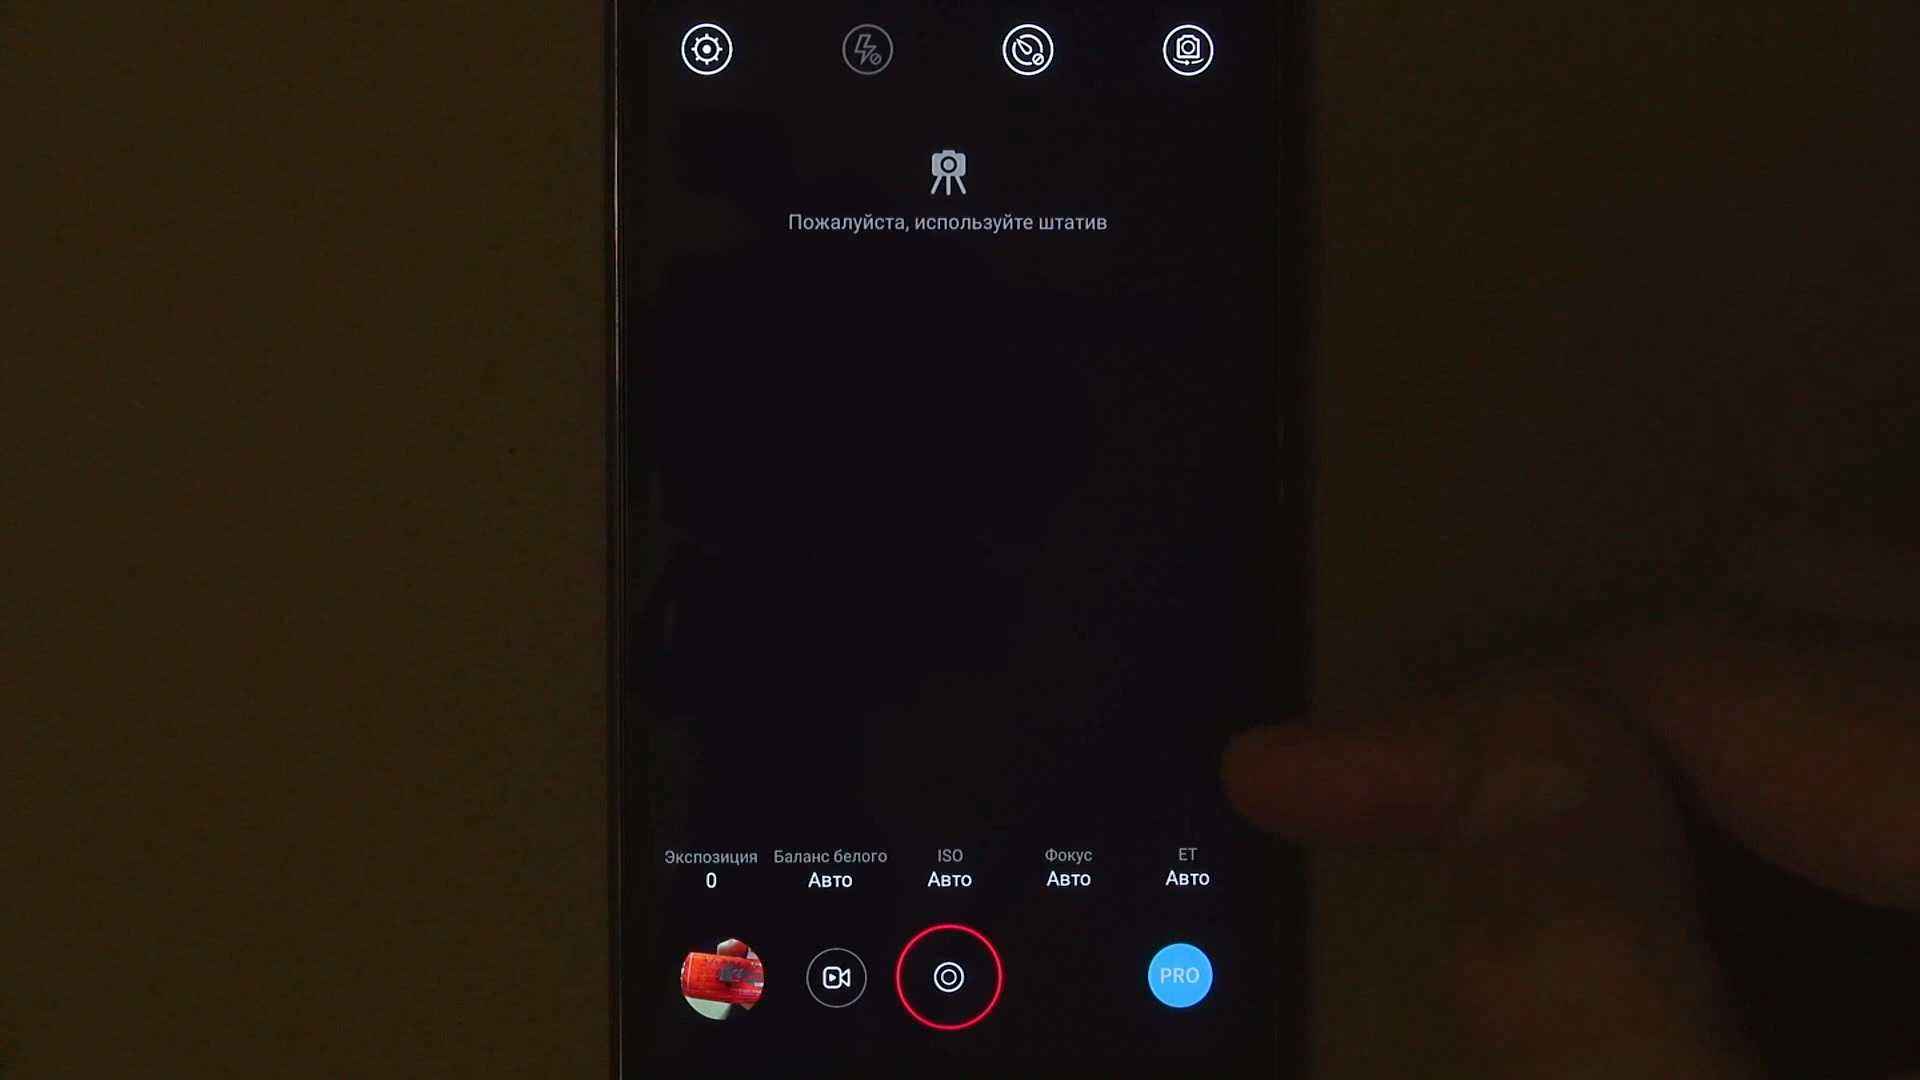 Пожалуйста, используйте штатив
Экспозиция Баланс белого ISO Фокус ET
0 Авто Авто Авто Авто
PRO